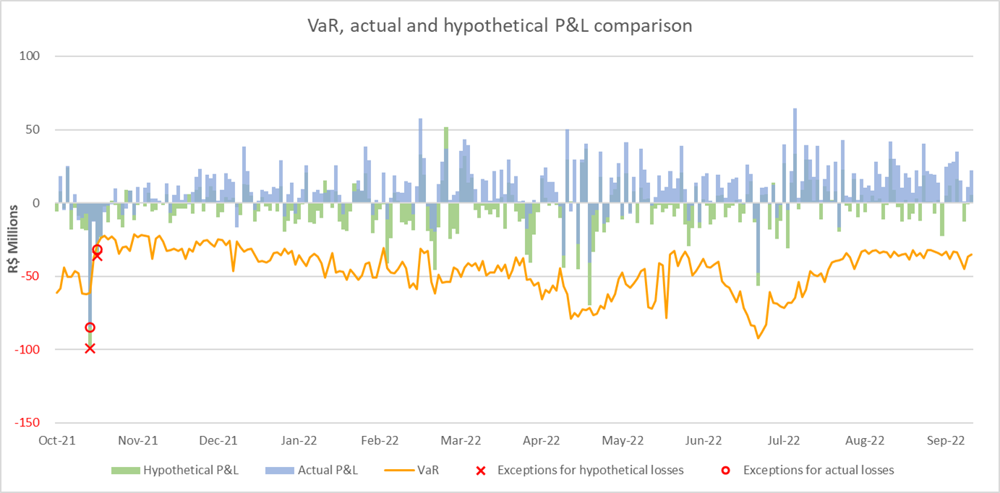 VaR, actual and hypothetical P&L comparison
R$ Millions
100
50
0
-50
-100
-150
Oct-21 Nov-21 Dec-21 Jan-22 Feb-22 Mar-22 Apr-22 May-22 Jun-22 Jul-22 Aug-22 Sep-22
Hypothetical P&L Actual P&L VaR Exceptions for hypothetical losses Exceptions for actual losses